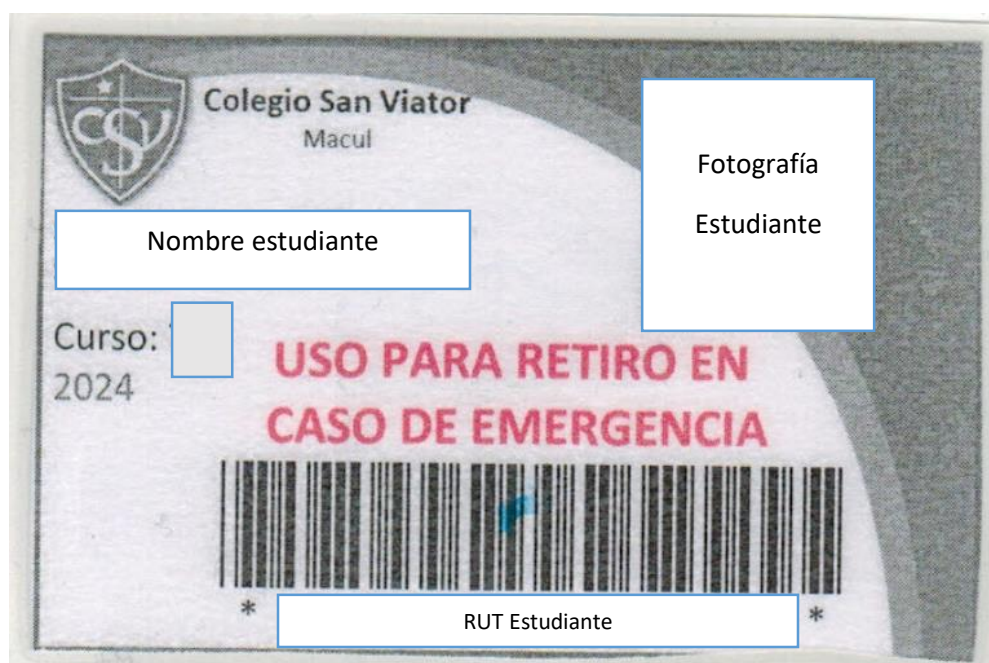 CSV
Colegio San Viator
Macul
Fotografía
Estudiante
Nombre estudiante
Curso:
2024
USO PARA RETIRO EN
CASO DE EMERGENCIA
* RUT Estudiante *